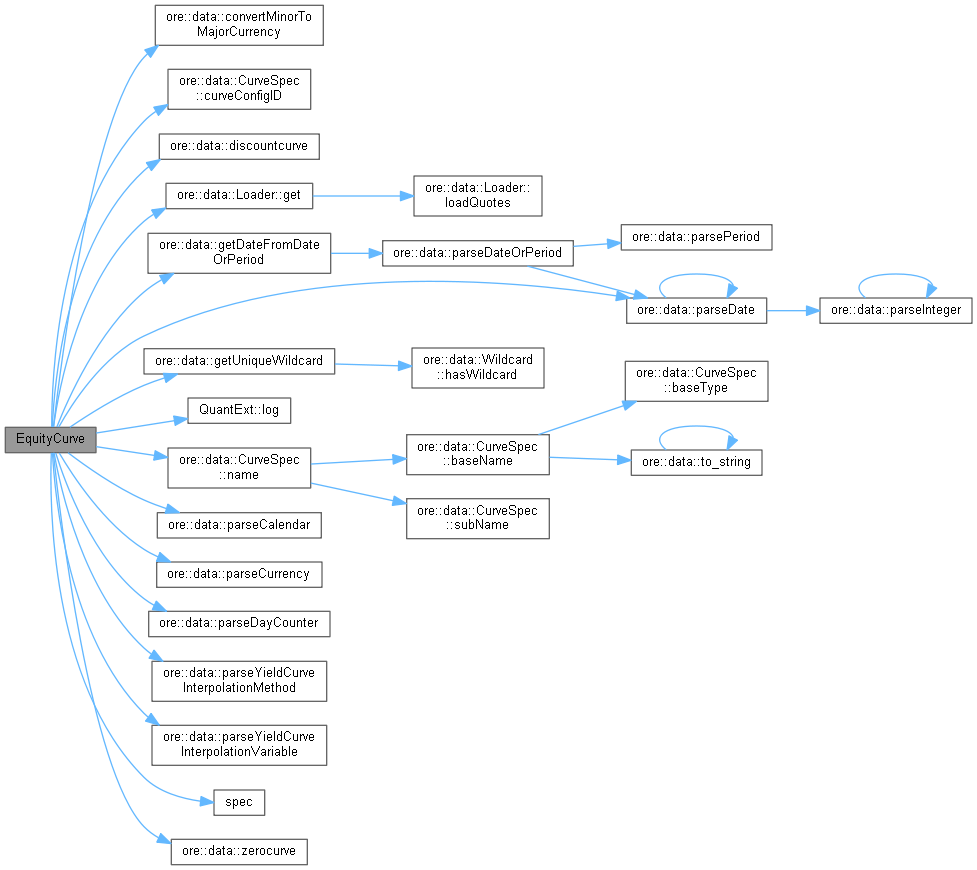 ore::data::convertMinorTo
MajorCurrency
ore::data::CurveSpec
::curveConfigID
ore::data::discountcurve
ore::data::Loader::get
ore::data::Loader::
loadQuotes
ore::data::getDateFromDate
OrPeriod
ore::data::parseDateOrPeriod
ore::data::parsePeriod
ore::data::parseDate
ore::data::parseInteger
ore::data::getUniqueWildcard
ore::data::Wildcard
::hasWildcard
ore::data::CurveSpec
::baseType
QuantExt::log
EquityCurve
ore::data::CurveSpec
::name
ore::data::CurveSpec
::baseName
ore::data::to_string
ore::data::CurveSpec
::subName
ore::data::parseCalendar
ore::data::parseCurrency
ore::data::parseDayCounter
ore::data::parseYieldCurve
InterpolationMethod
ore::data::parseYieldCurve
InterpolationVariable
spec
ore::data::zerocurve